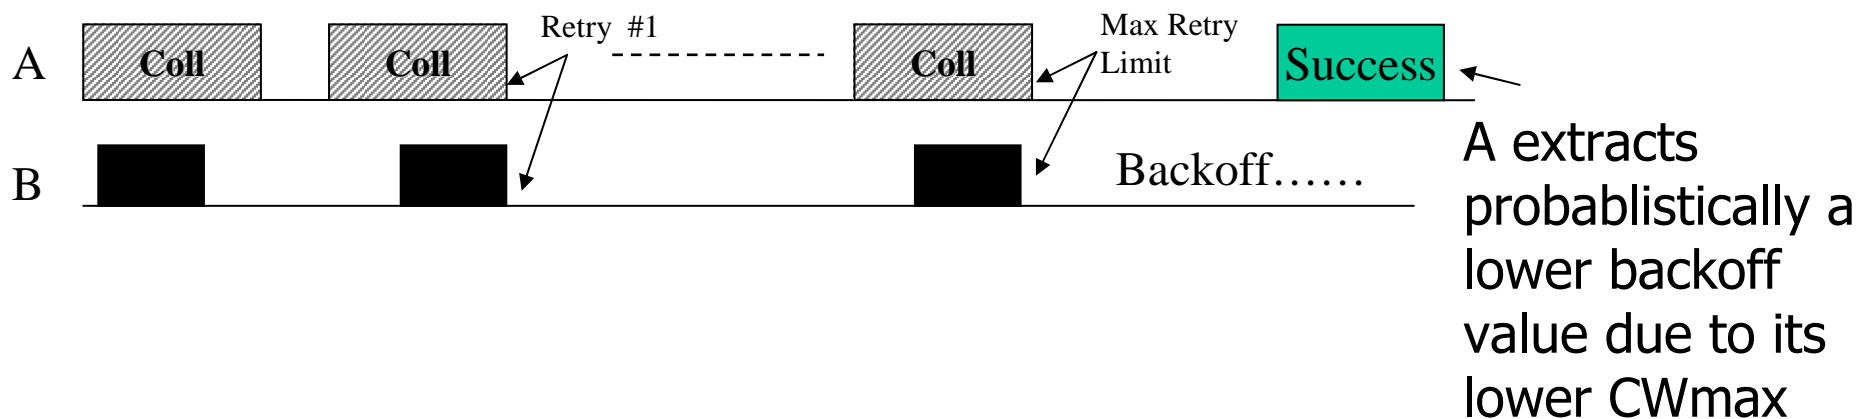 Retry #1
Max Retry
Limit
A
Coll
Coll
Coll
Success
B
Backoff……
A extracts
probablistically a
lower backoff
value due to its
lower CWmax